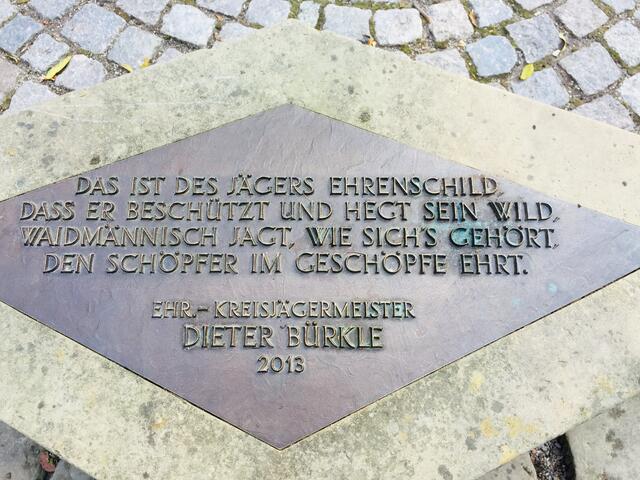 DAS IST DES JÄGERS EHRENSCHILD,
DASS ER BESCHÜTZT UND HEGT SEIN WILD,
WAIDMÄNNISCH JAGT, WIE SICH'S GEHÖRT,
DEN SCHÖPFER IM GESCHÖPFE EHRT.
EHR.- KREISJÄGERMEISTER
DIETER BÜRKLE
2013